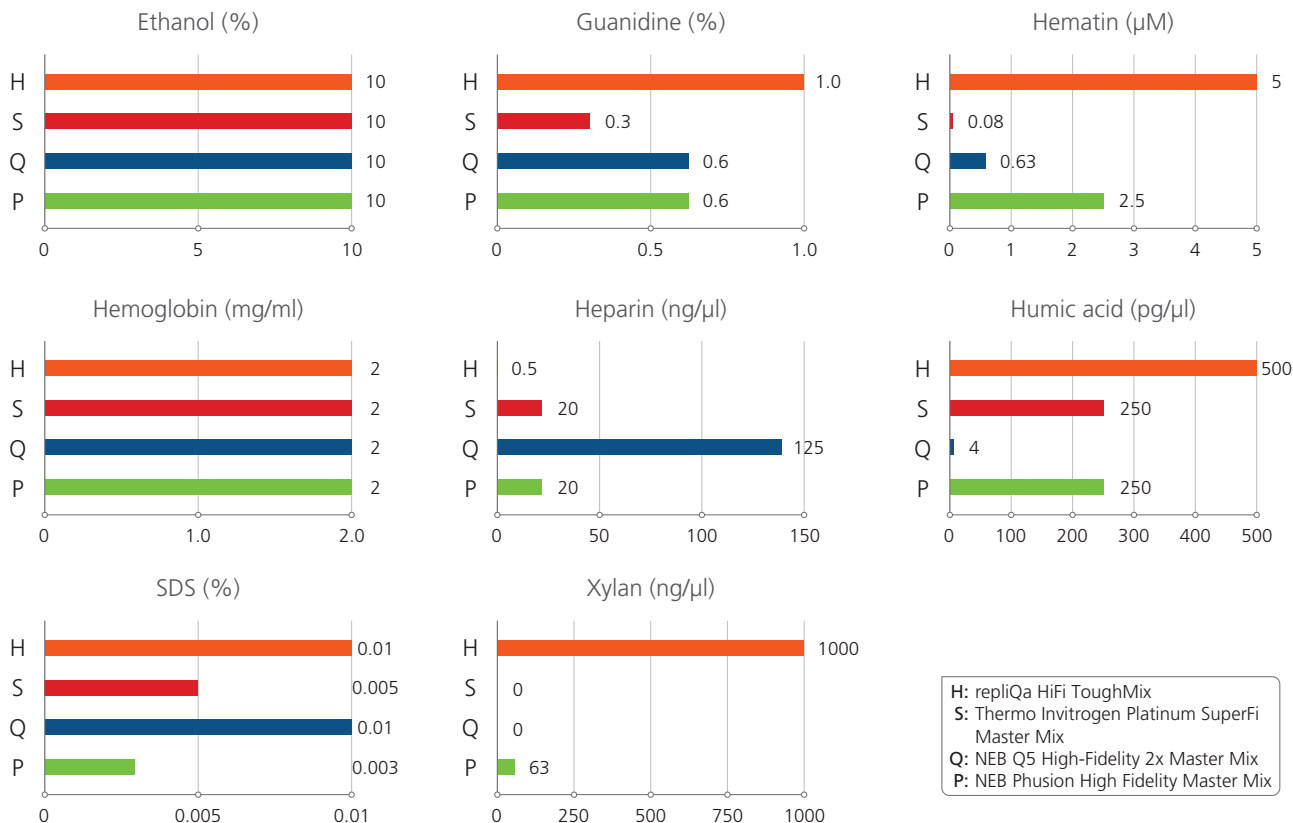 Ethanol (%)
H 10
S 10
Q 10
P 10
0 5 10
Guanidine (%)
H 1.0
S 0.3
Q 0.6
P 0.6
0 0.5 1.0
Hematin (µM)
H 5
S 0.08
Q 0.63
P 2.5
0 1 2 3 4 5
Hemoglobin (mg/ml)
H 2
S 2
Q 2
P 2
0 1.0 2.0
Heparin (ng/µl)
H 0.5
S 20
Q 125
P 20
0 50 100 150
Humic acid (pg/µl)
H 500
S 250
Q 4
P 250
0 100 200 300 400 500
SDS (%)
H 0.01
S 0.005
Q 0.01
P 0.003
0 0.005 0.01
Xylan (ng/µl)
H 1000
S 0
Q 0
P 63
0 250 500 750 1000
H: repliQa HiFi ToughMix
S: Thermo Invitrogen Platinum SuperFi
Master Mix
Q: NEB Q5 High-Fidelity 2x Master Mix
P: NEB Phusion High Fidelity Master Mix